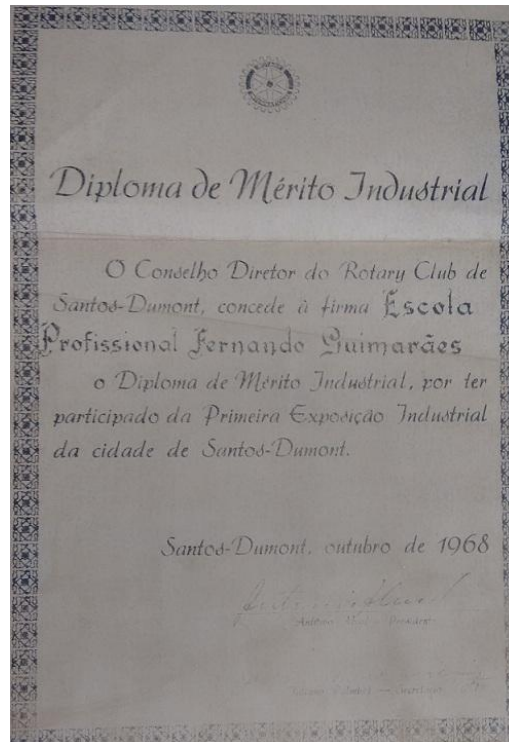 Diploma de Mérito Industrial
O Conselho Diretor do Rotary Club de
Santos-Dumont, concede à firma Escola
Profissional Fernando Guimarães
o Diploma de Mérito Industrial, por ter
participado da Primeira Exposição Industrial
da cidade de Santos-Dumont.
Santos-Dumont, outubro de 1968